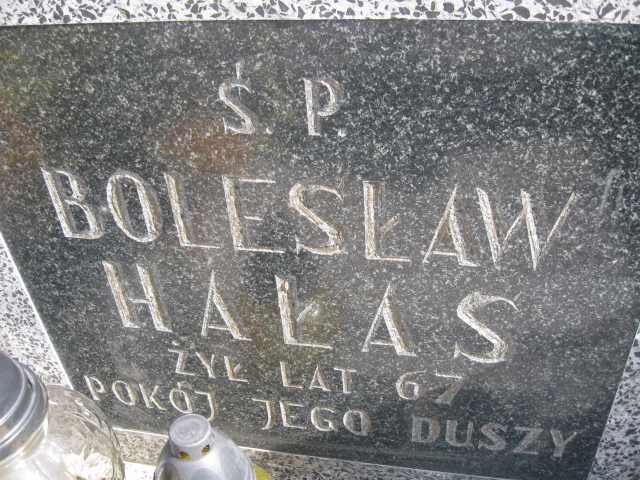 Ś. P.
BOLESŁAW
HAŁAS
ŻYŁ LAT 67
POKÓJ JEGO DUSZY